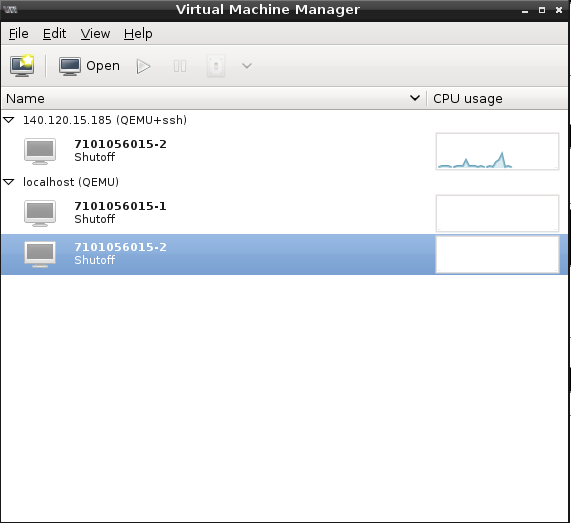 Virtual Machine Manager
File Edit View Help
Open
Name CPU usage
140.120.15.185 (QEMU+ssh)
7101056015-2
Shutoff
localhost (QEMU)
7101056015-1
Shutoff
7101056015-2
Shutoff